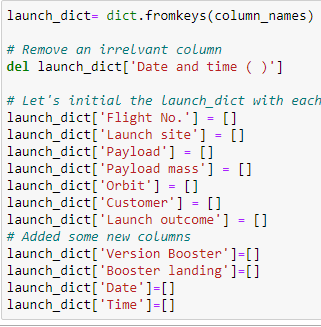 launch_dict= dict.fromkeys(column_names)
# Remove an irrelvant column
del launch_dict['Date and time ( )']
# Let's initial the launch_dict with each
launch_dict['Flight No.'] = []
launch_dict['Launch site'] = []
launch_dict['Payload'] = []
launch_dict['Payload mass'] = []
launch_dict['Orbit'] = []
launch_dict['Customer'] = []
launch_dict['Launch outcome'] = []
# Added some new columns
launch_dict['Version Booster']=[]
launch_dict['Booster landing']=[]
launch_dict['Date']=[]
launch_dict['Time']=[]